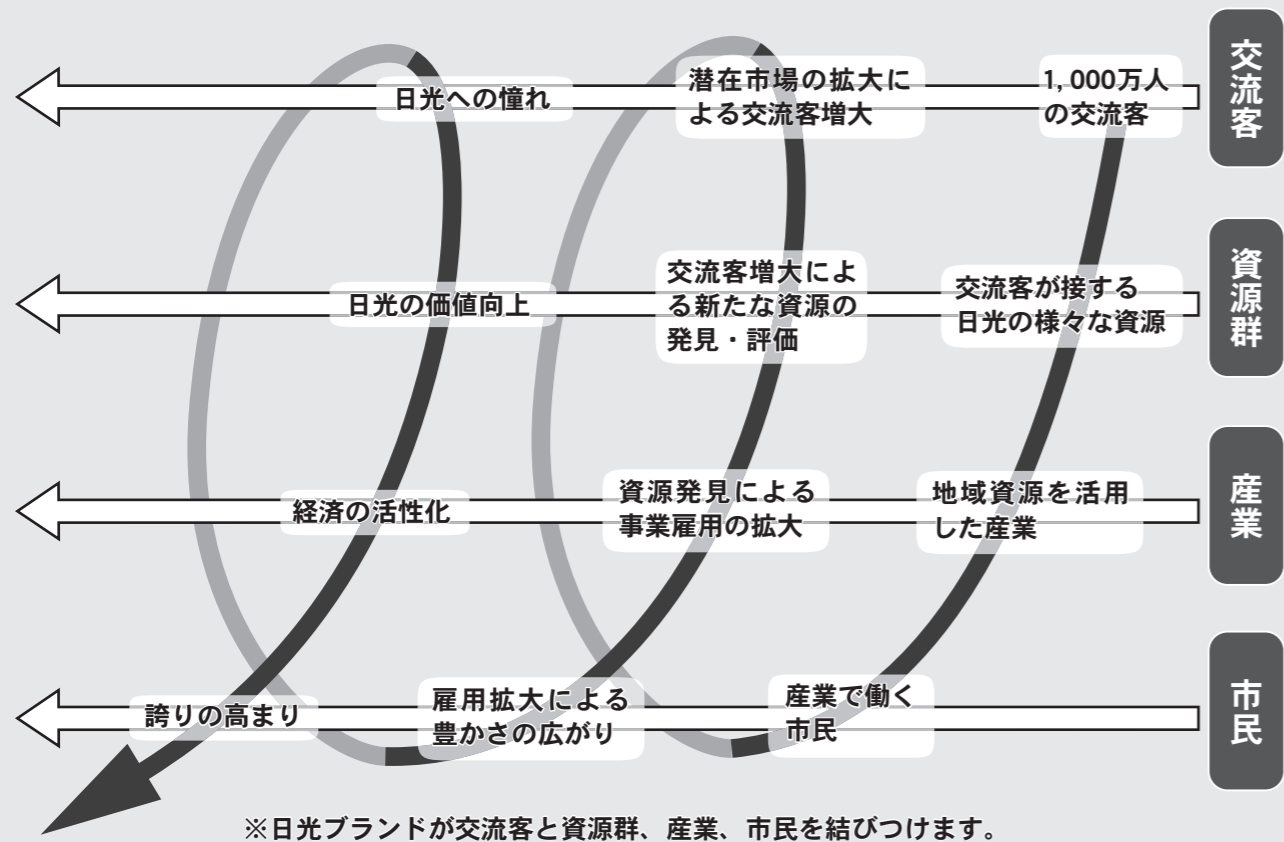 交流客
1,000万人
の交流客
潜在市場の拡大に
よる交流客増大
日光への憧れ
資源群
交流客が接する
日光の様々な資源
交流客増大によ
る新たな資源の
発見・評価
日光の価値向上
産業
地域資源を活用
した産業
資源発見による
事業雇用の拡大
経済の活性化
市民
産業で働く
市民
雇用拡大による
豊かさの広がり
誇りの高まり
※日光ブランドが交流客と資源群、産業、市民を結びつけます。